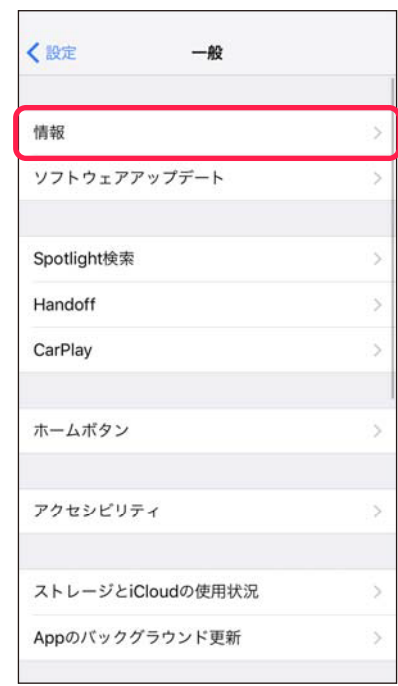 設定 一般
情報
ソフトウェアアップデート
Spotlight検索
Handoff
CarPlay
ホームボタン
アクセシビリティ
ストレージとiCloudの使用状況
Appのバックグラウンド更新